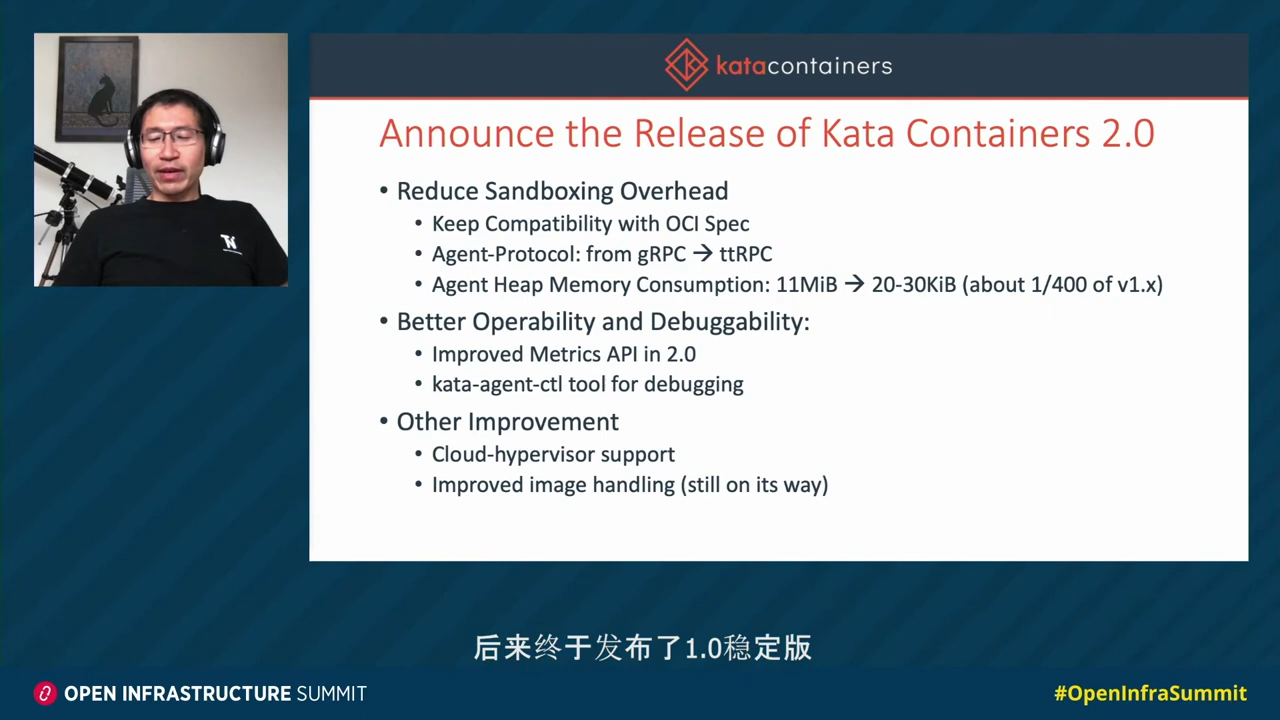 katacontainers
Announce the Release of Kata Containers 2.0
• Reduce Sandboxing Overhead
• Keep Compatibility with OCI Spec
• Agent-Protocol: from gRPC → ttRPC
• Agent Heap Memory Consumption: 11MiB → 20-30KiB (about 1/400 of v1.x)
• Better Operability and Debuggability:
• Improved Metrics API in 2.0
• kata-agent-ctl tool for debugging
• Other Improvement
• Cloud-hypervisor support
• Improved image handling (still on its way)
后来终于发布了1.0稳定版
OPEN INFRASTRUCTURE SUMMIT
#OpenInfraSummit